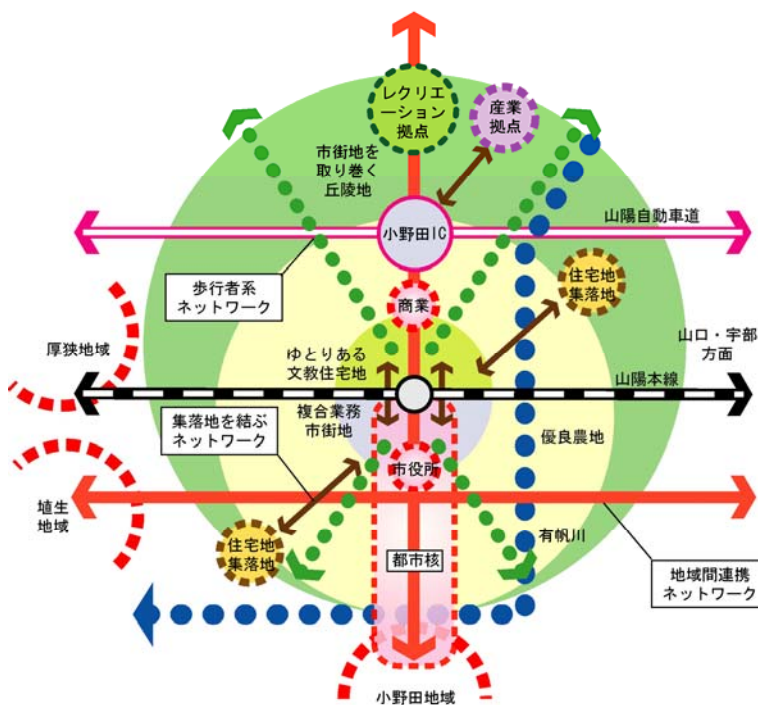 レクリエ
ーション
拠点
産業
拠点
市街地を
取り巻く
丘陵地
山陽自動車道
小野田IC
歩行者系
ネットワーク
住宅地
集落地
商業
厚狭地域
山口・宇部
方面
ゆとりある
文教住宅地
山陽本線
集落地を結ぶ
ネットワーク
複合業務
市街地
優良農地
市役所
埴生
地域
住宅地
集落地
有帆川
都市核
地域間連携
ネットワーク
小野田地域